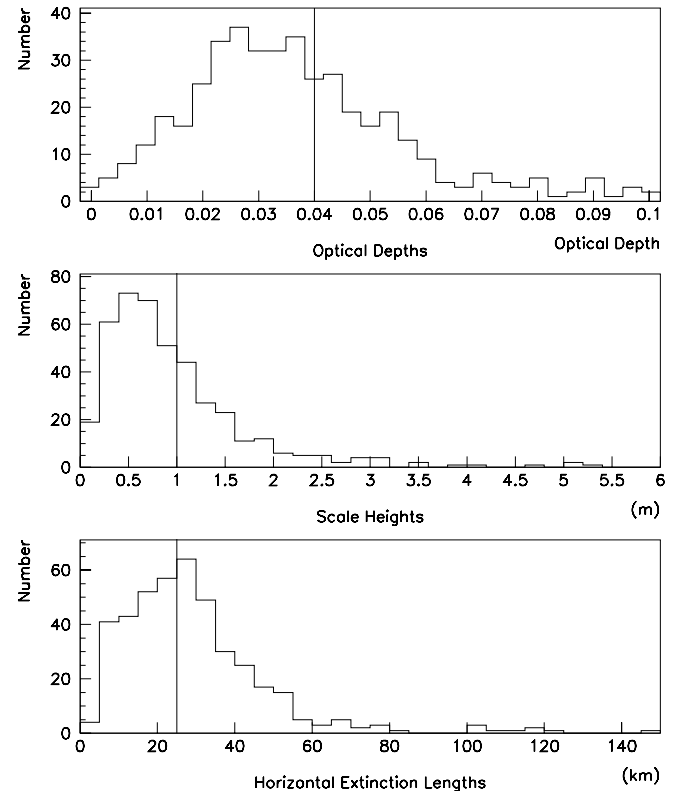 Number
40
30
20
10
0
0 0.01 0.02 0.03 0.04 0.05 0.06 0.07 0.08 0.09 0.1
Optical Depth
Optical Depths
Number
80
60
40
20
0
0 0.5 1 1.5 2 2.5 3 3.5 4 4.5 5 5.5 6
(m)
Scale Heights
Number
60
40
20
0
0 20 40 60 80 100 120 140
(km)
Horizontal Extinction Lengths